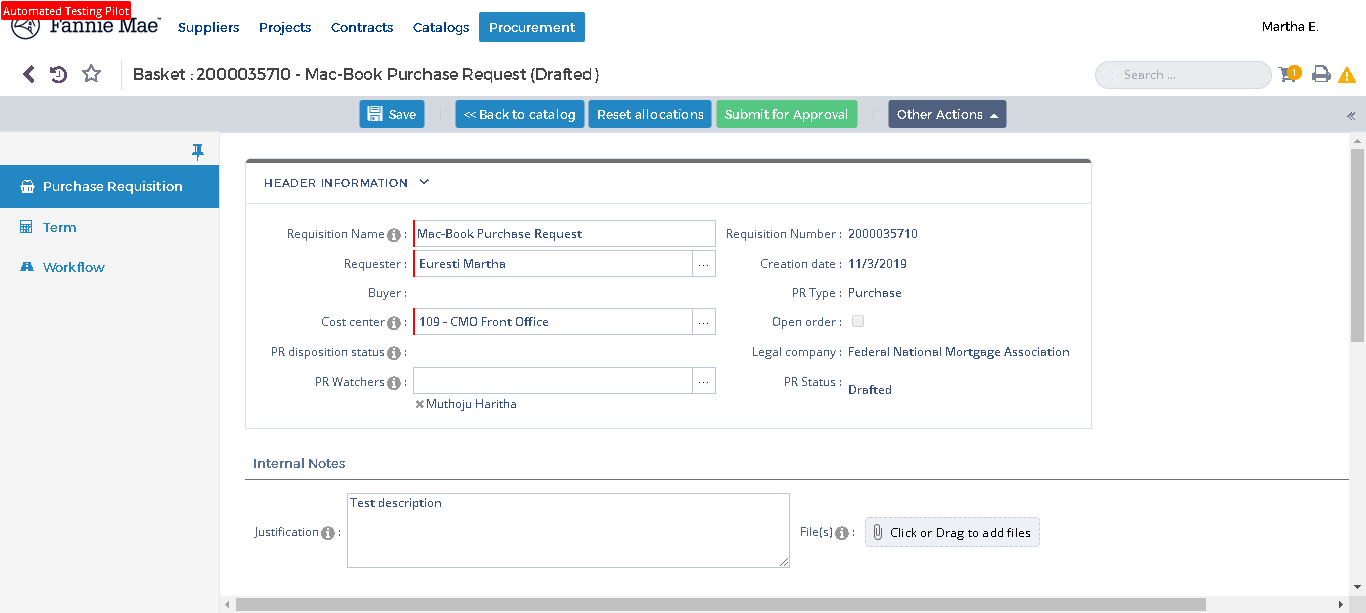 Automated Testing Pilot
Fannie Mae
Suppliers Projects Contracts Catalogs Procurement
Martha E.
Basket : 2000035710 - Mac-Book Purchase Request (Drafted)
Search ...
1
Save
<< Back to catalog
Reset allocations
Submit for Approval
Other Actions
Purchase Requisition
Term
Workflow
HEADER INFORMATION
Requisition Name : Mac-Book Purchase Request
Requisition Number : 2000035710
Requester : Euresti Martha ...
Creation date : 11/3/2019
Buyer :
PR Type : Purchase
Cost center : 109 - CMO Front Office ...
Open order :
PR disposition status :
Legal company : Federal National Mortgage Association
PR Watchers : ...
PR Status : Drafted
Muthoju Haritha
Internal Notes
Justification : Test description
File(s) : Click or Drag to add files